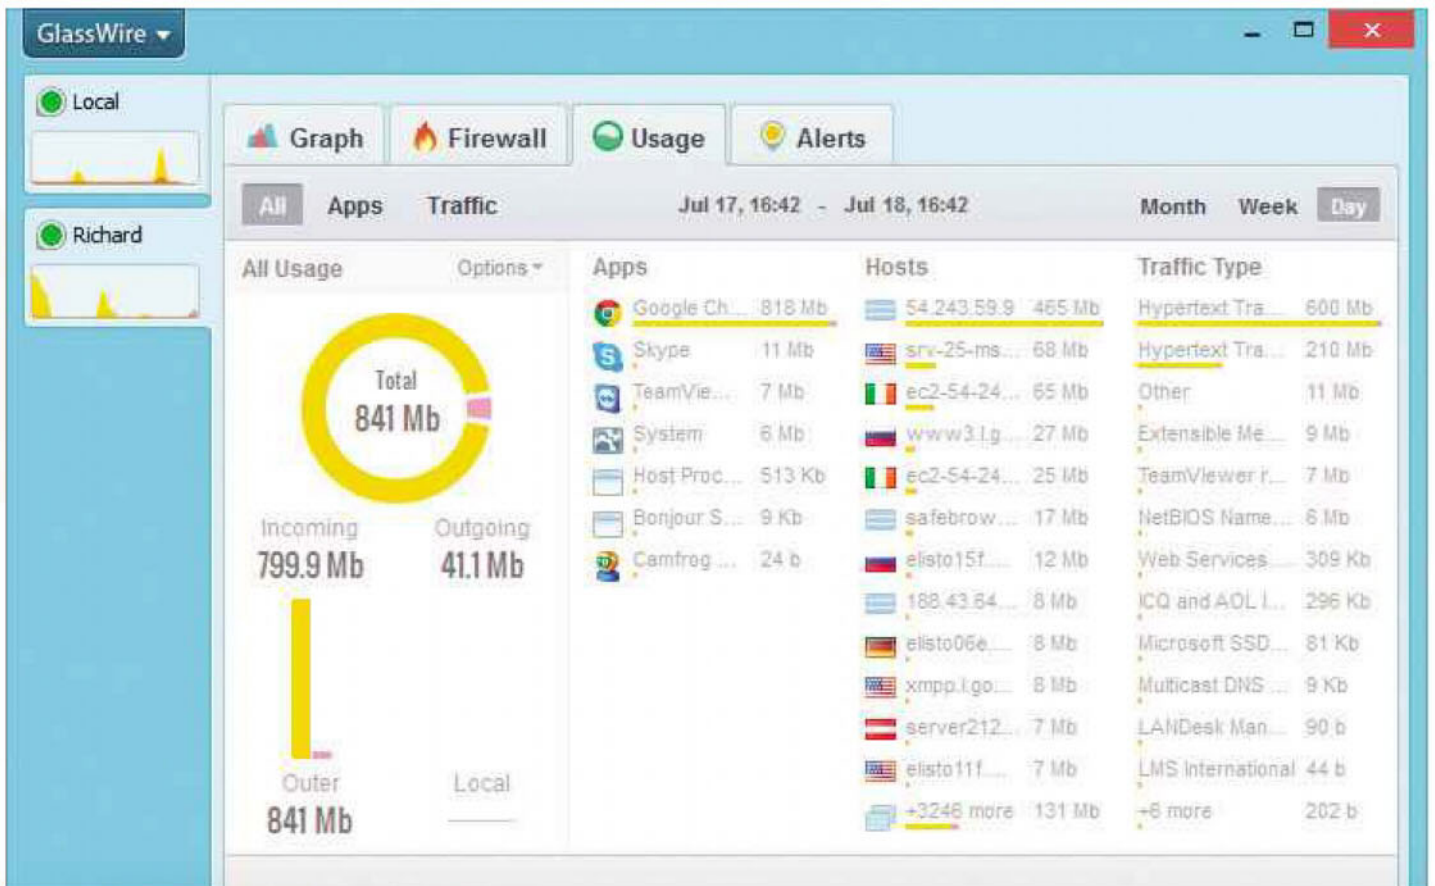 GlassWire
Local
Richard
Graph Firewall Usage Alerts
All Apps Traffic Jul 17, 16:42 - Jul 18, 16:42 Month Week Day
All Usage Options
Total
841 Mb
Incoming Outgoing
799.9 Mb 41.1 Mb
Outer Local
841 Mb
Apps
Google Ch... 818 Mb
Skype 11 Mb
TeamVie... 7 Mb
System 6 Mb
Host Proc... 513 Kb
Bonjour S... 9 Kb
Camfrog ... 24 b
Hosts
54.243.59.9 465 Mb
srv-25-ms... 68 Mb
ec2-54-24... 65 Mb
www3.l.g... 27 Mb
ec2-54-24... 25 Mb
safebrow... 17 Mb
elisto15f.... 12 Mb
188.43.64.... 8 Mb
elisto06e.... 8 Mb
xmpp.l.go... 8 Mb
server212... 7 Mb
elisto11f.... 7 Mb
+3246 more 131 Mb
Traffic Type
Hypertext Tra... 600 Mb
Hypertext Tra... 210 Mb
Other 11 Mb
Extensible Me... 9 Mb
TeamViewer r... 7 Mb
NetBIOS Name... 6 Mb
Web Services ... 309 Kb
ICQ and AOL I... 296 Kb
Microsoft SSD... 81 Kb
Multicast DNS ... 9 Kb
LANDesk Man... 90 b
LMS International 44 b
+6 more 202 b